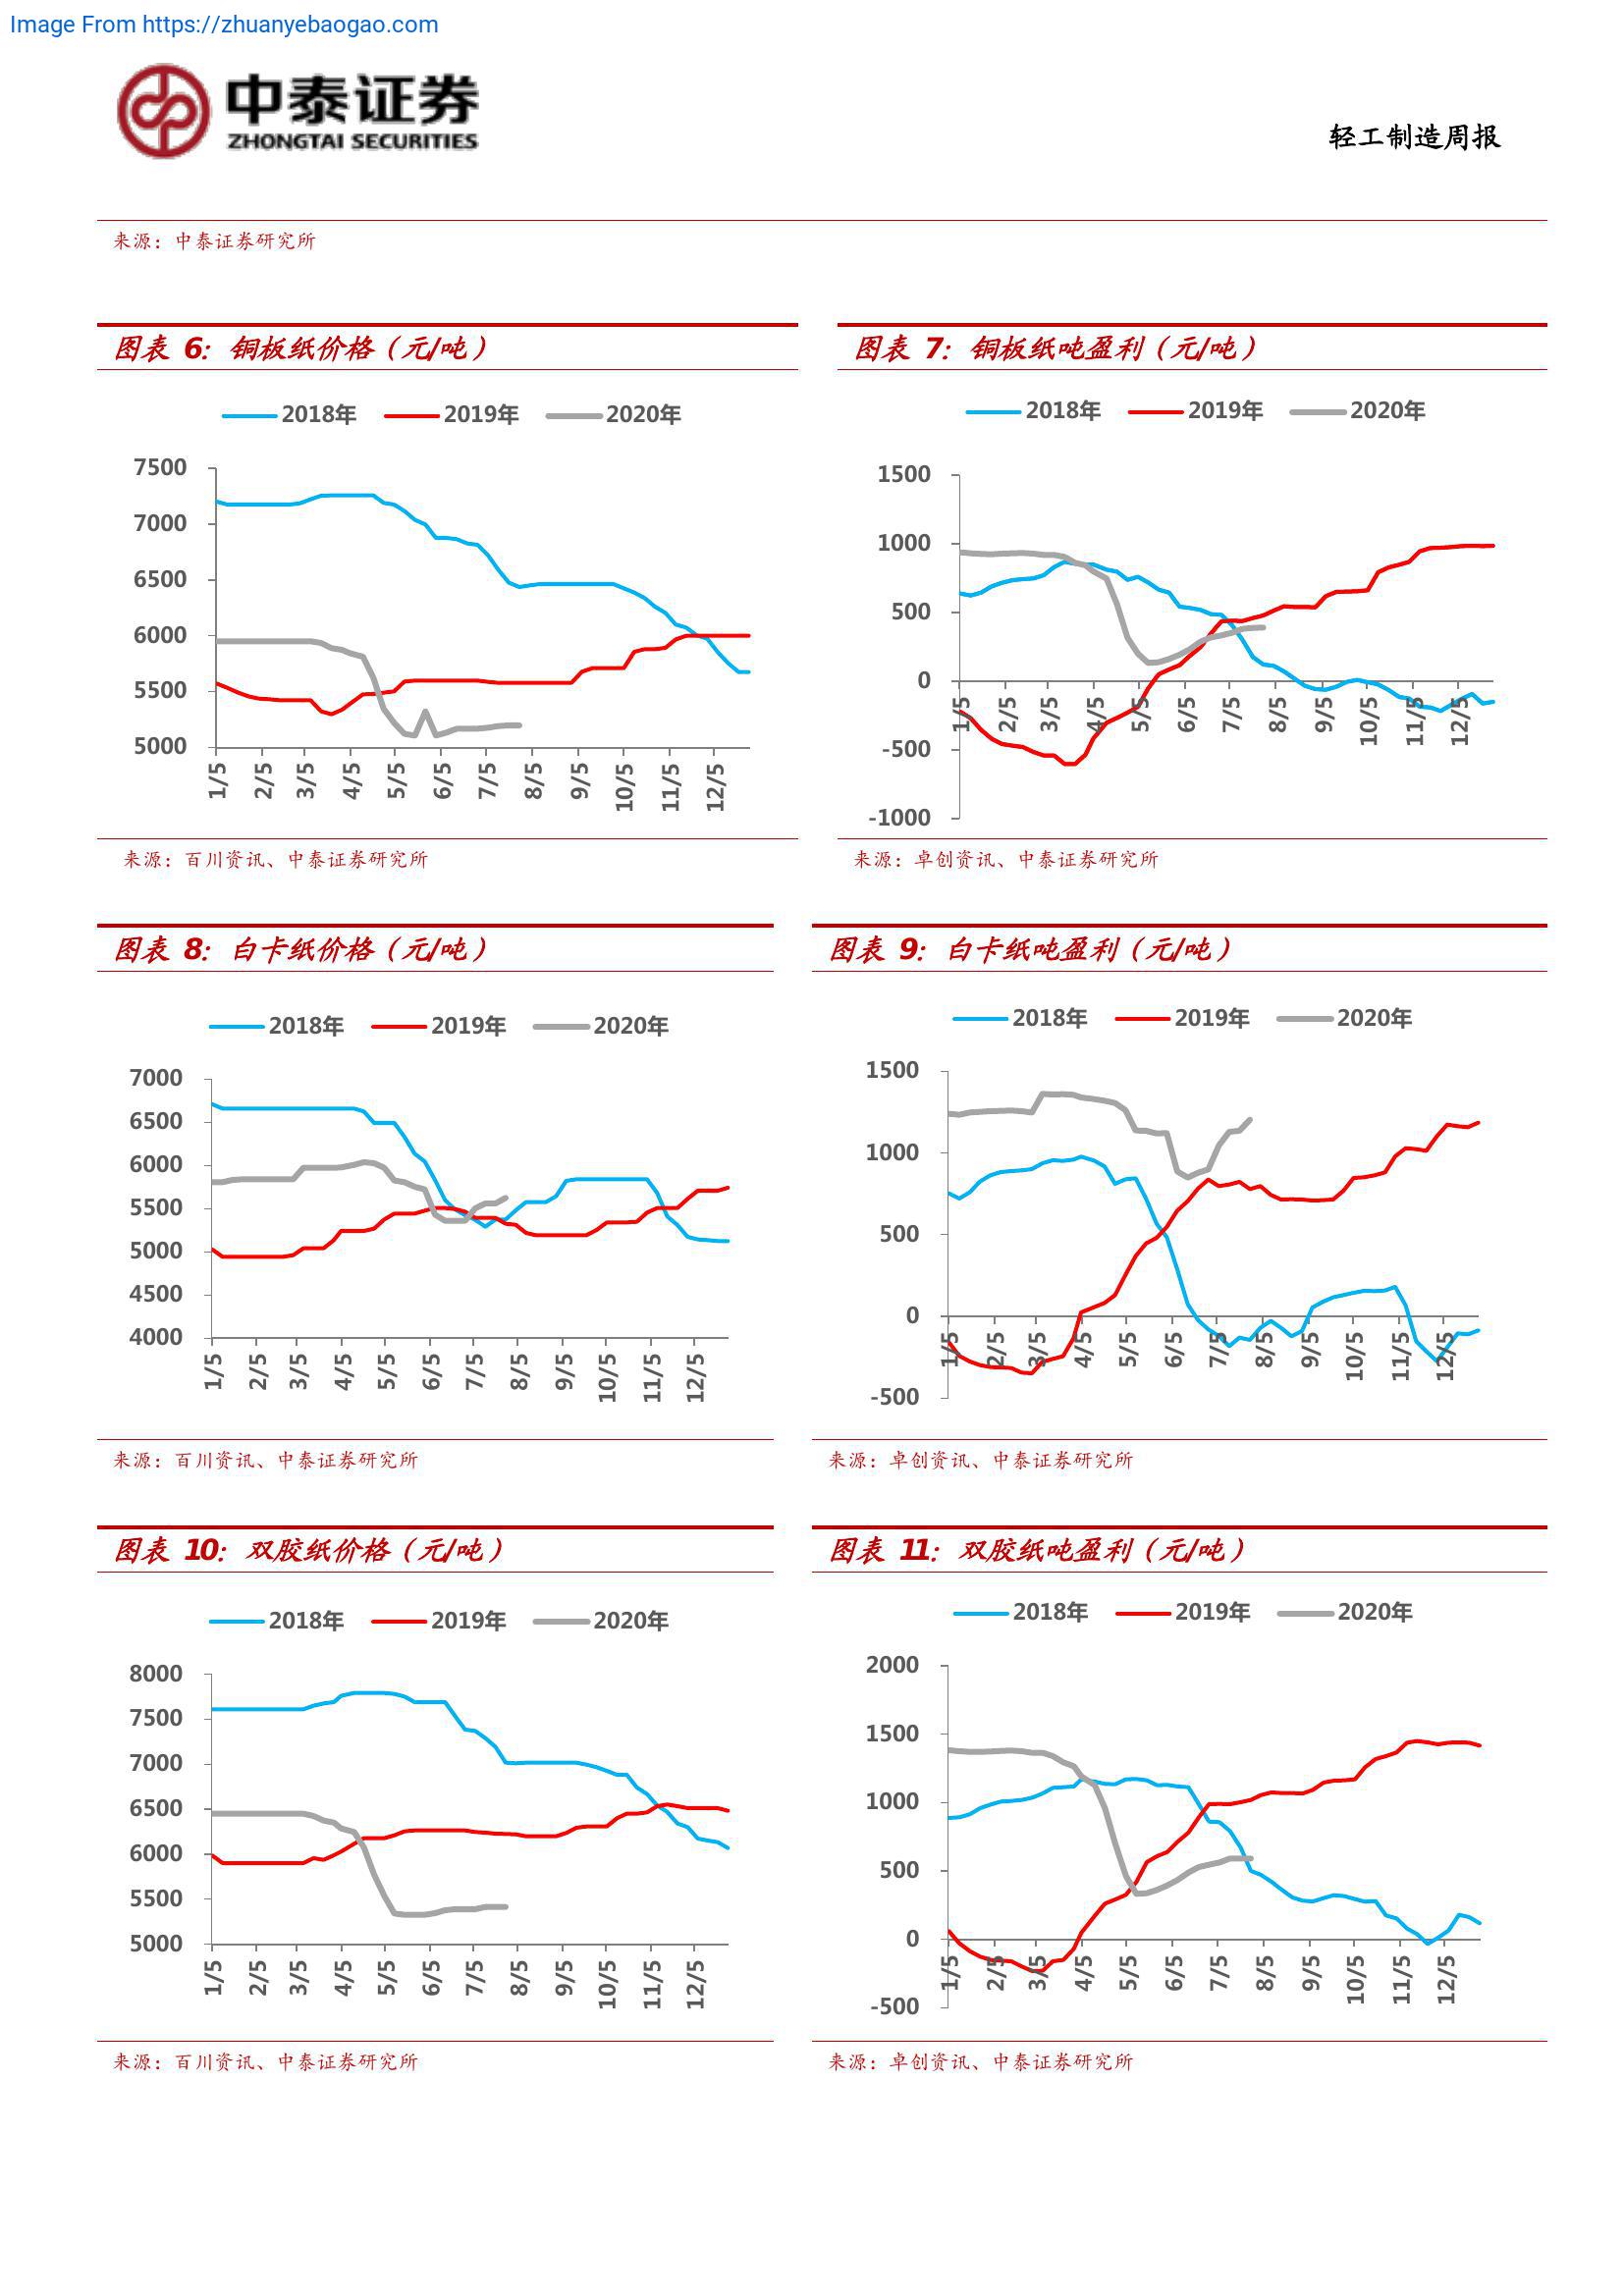 Image From https://zhuanyebaogao.com
中泰证券
ZHONGTAI SECURITIES
轻工制造周报
来源：中泰证券研究所
图表 6：铜板纸价格（元/吨）
2018年 2019年 2020年
7500
7000
6500
6000
5500
5000
1/5 2/5 3/5 4/5 5/5 6/5 7/5 8/5 9/5 10/5 11/5 12/5
来源：百川资讯、中泰证券研究所
图表 7：铜板纸吨盈利（元/吨）
2018年 2019年 2020年
1500
1000
500
0
-500
-1000
1/5 2/5 3/5 4/5 5/5 6/5 7/5 8/5 9/5 10/5 11/5 12/5
来源：卓创资讯、中泰证券研究所
图表 8：白卡纸价格（元/吨）
2018年 2019年 2020年
7000
6500
6000
5500
5000
4500
4000
1/5 2/5 3/5 4/5 5/5 6/5 7/5 8/5 9/5 10/5 11/5 12/5
来源：百川资讯、中泰证券研究所
图表 9：白卡纸吨盈利（元/吨）
2018年 2019年 2020年
1500
1000
500
0
-500
1/5 2/5 3/5 4/5 5/5 6/5 7/5 8/5 9/5 10/5 11/5 12/5
来源：卓创资讯、中泰证券研究所
图表 10：双胶纸价格（元/吨）
2018年 2019年 2020年
8000
7500
7000
6500
6000
5500
5000
1/5 2/5 3/5 4/5 5/5 6/5 7/5 8/5 9/5 10/5 11/5 12/5
来源：百川资讯、中泰证券研究所
图表 11：双胶纸吨盈利（元/吨）
2018年 2019年 2020年
2000
1500
1000
500
0
-500
1/5 2/5 3/5 4/5 5/5 6/5 7/5 8/5 9/5 10/5 11/5 12/5
来源：卓创资讯、中泰证券研究所